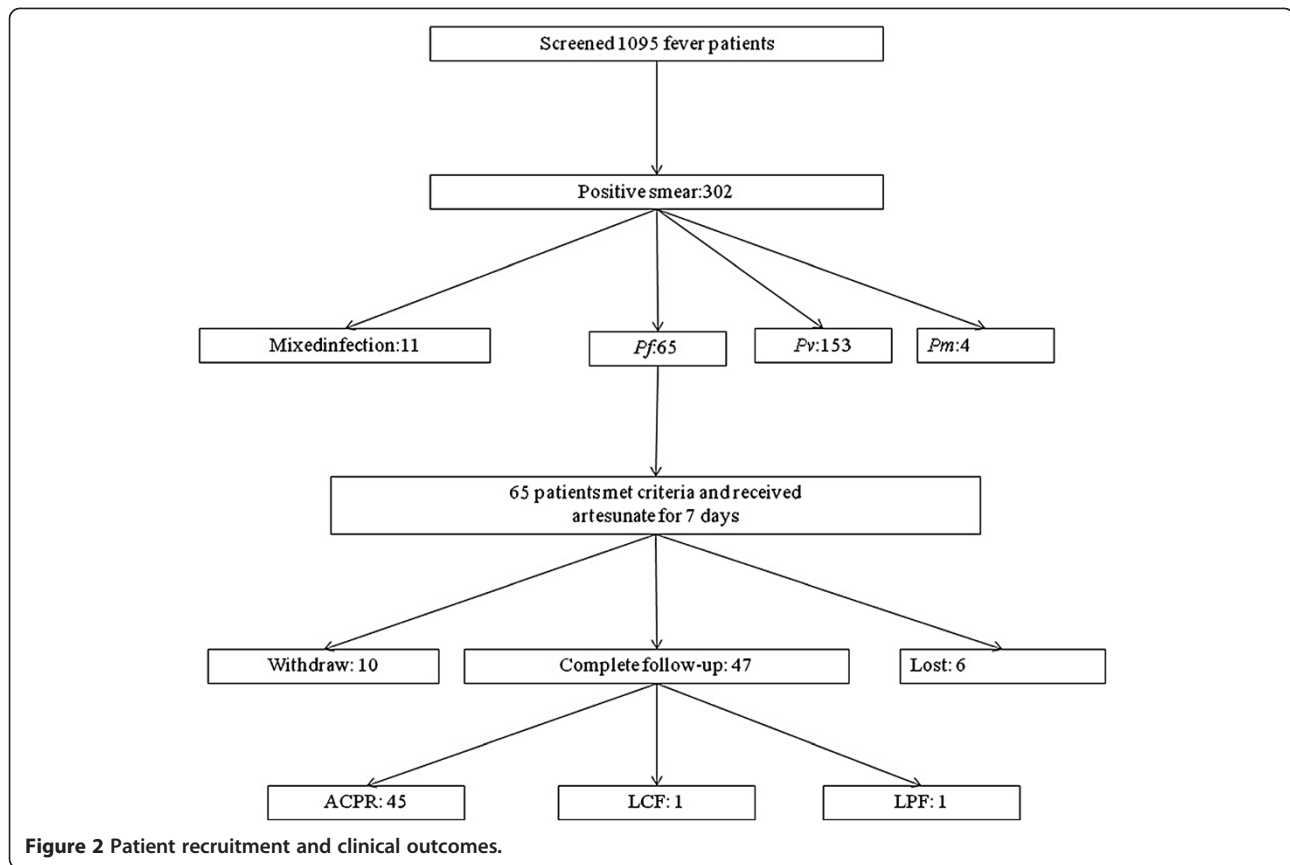 Screened 1095 fever patients
Positive smear:302
Mixedinfection:11
Pf:65
Pv:153
Pm:4
65 patients met criteria and received
artesunate for 7 days
Withdraw: 10
Complete follow-up: 47
Lost: 6
ACPR: 45
LCF: 1
LPF: 1
Figure 2 Patient recruitment and clinical outcomes.